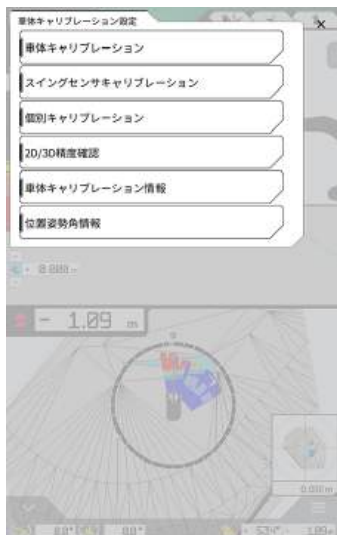 車体キャリブレーション設定
×
車体キャリブレーション
スイングセンサキャリブレーション
個別キャリブレーション
2D/3D精度確認
車体キャリブレーション情報
位置姿勢角情報
0.000
- 1.09 m
0.000m